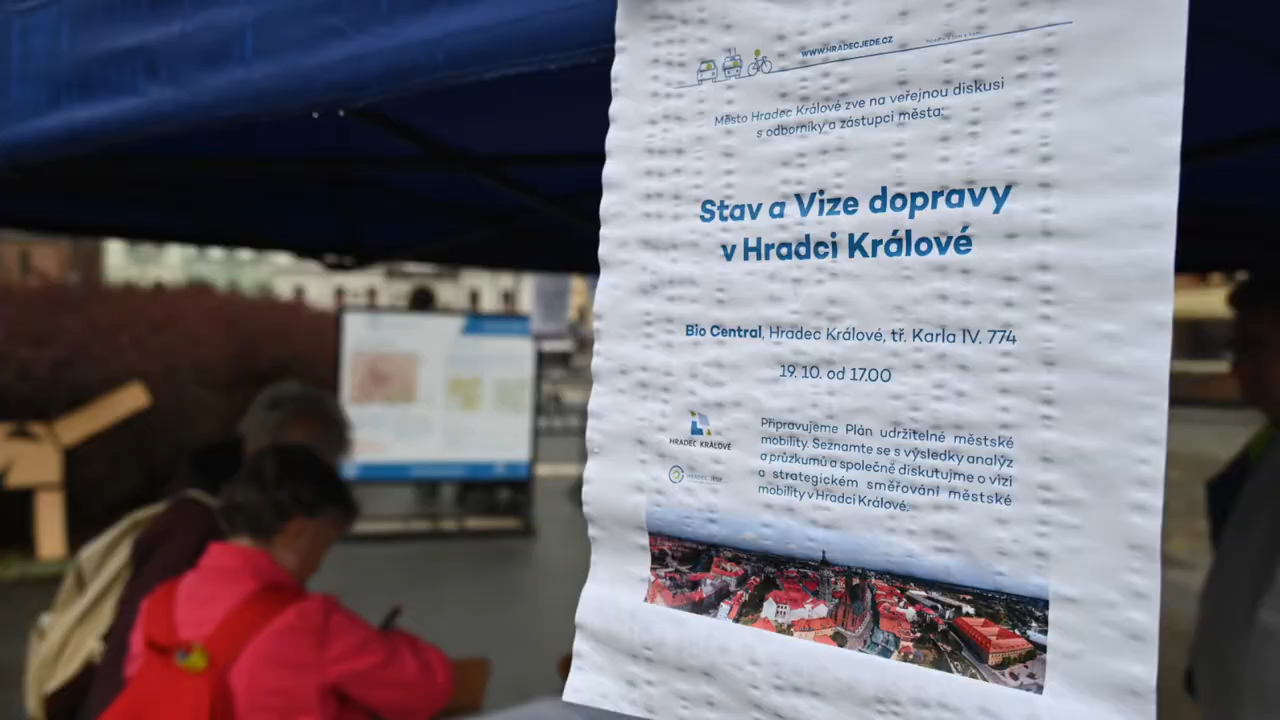 WWW.HRADECJEDE.CZ
Město Hradec Králové zve na veřejnou diskusi
s odborníky a zástupci města:
Stav a Vize dopravy
v Hradci Králové
Bio Central, Hradec Králové, tř. Karla IV. 774
19. 10. od 17.00
HRADEC KRÁLOVÉ
HRADEC JEDE
Připravujeme Plán udržitelné městské
mobility. Seznamte se s výsledky analýz
a průzkumů a společně diskutujme o vizi
a strategickém směřování městské
mobility v Hradci Králové.